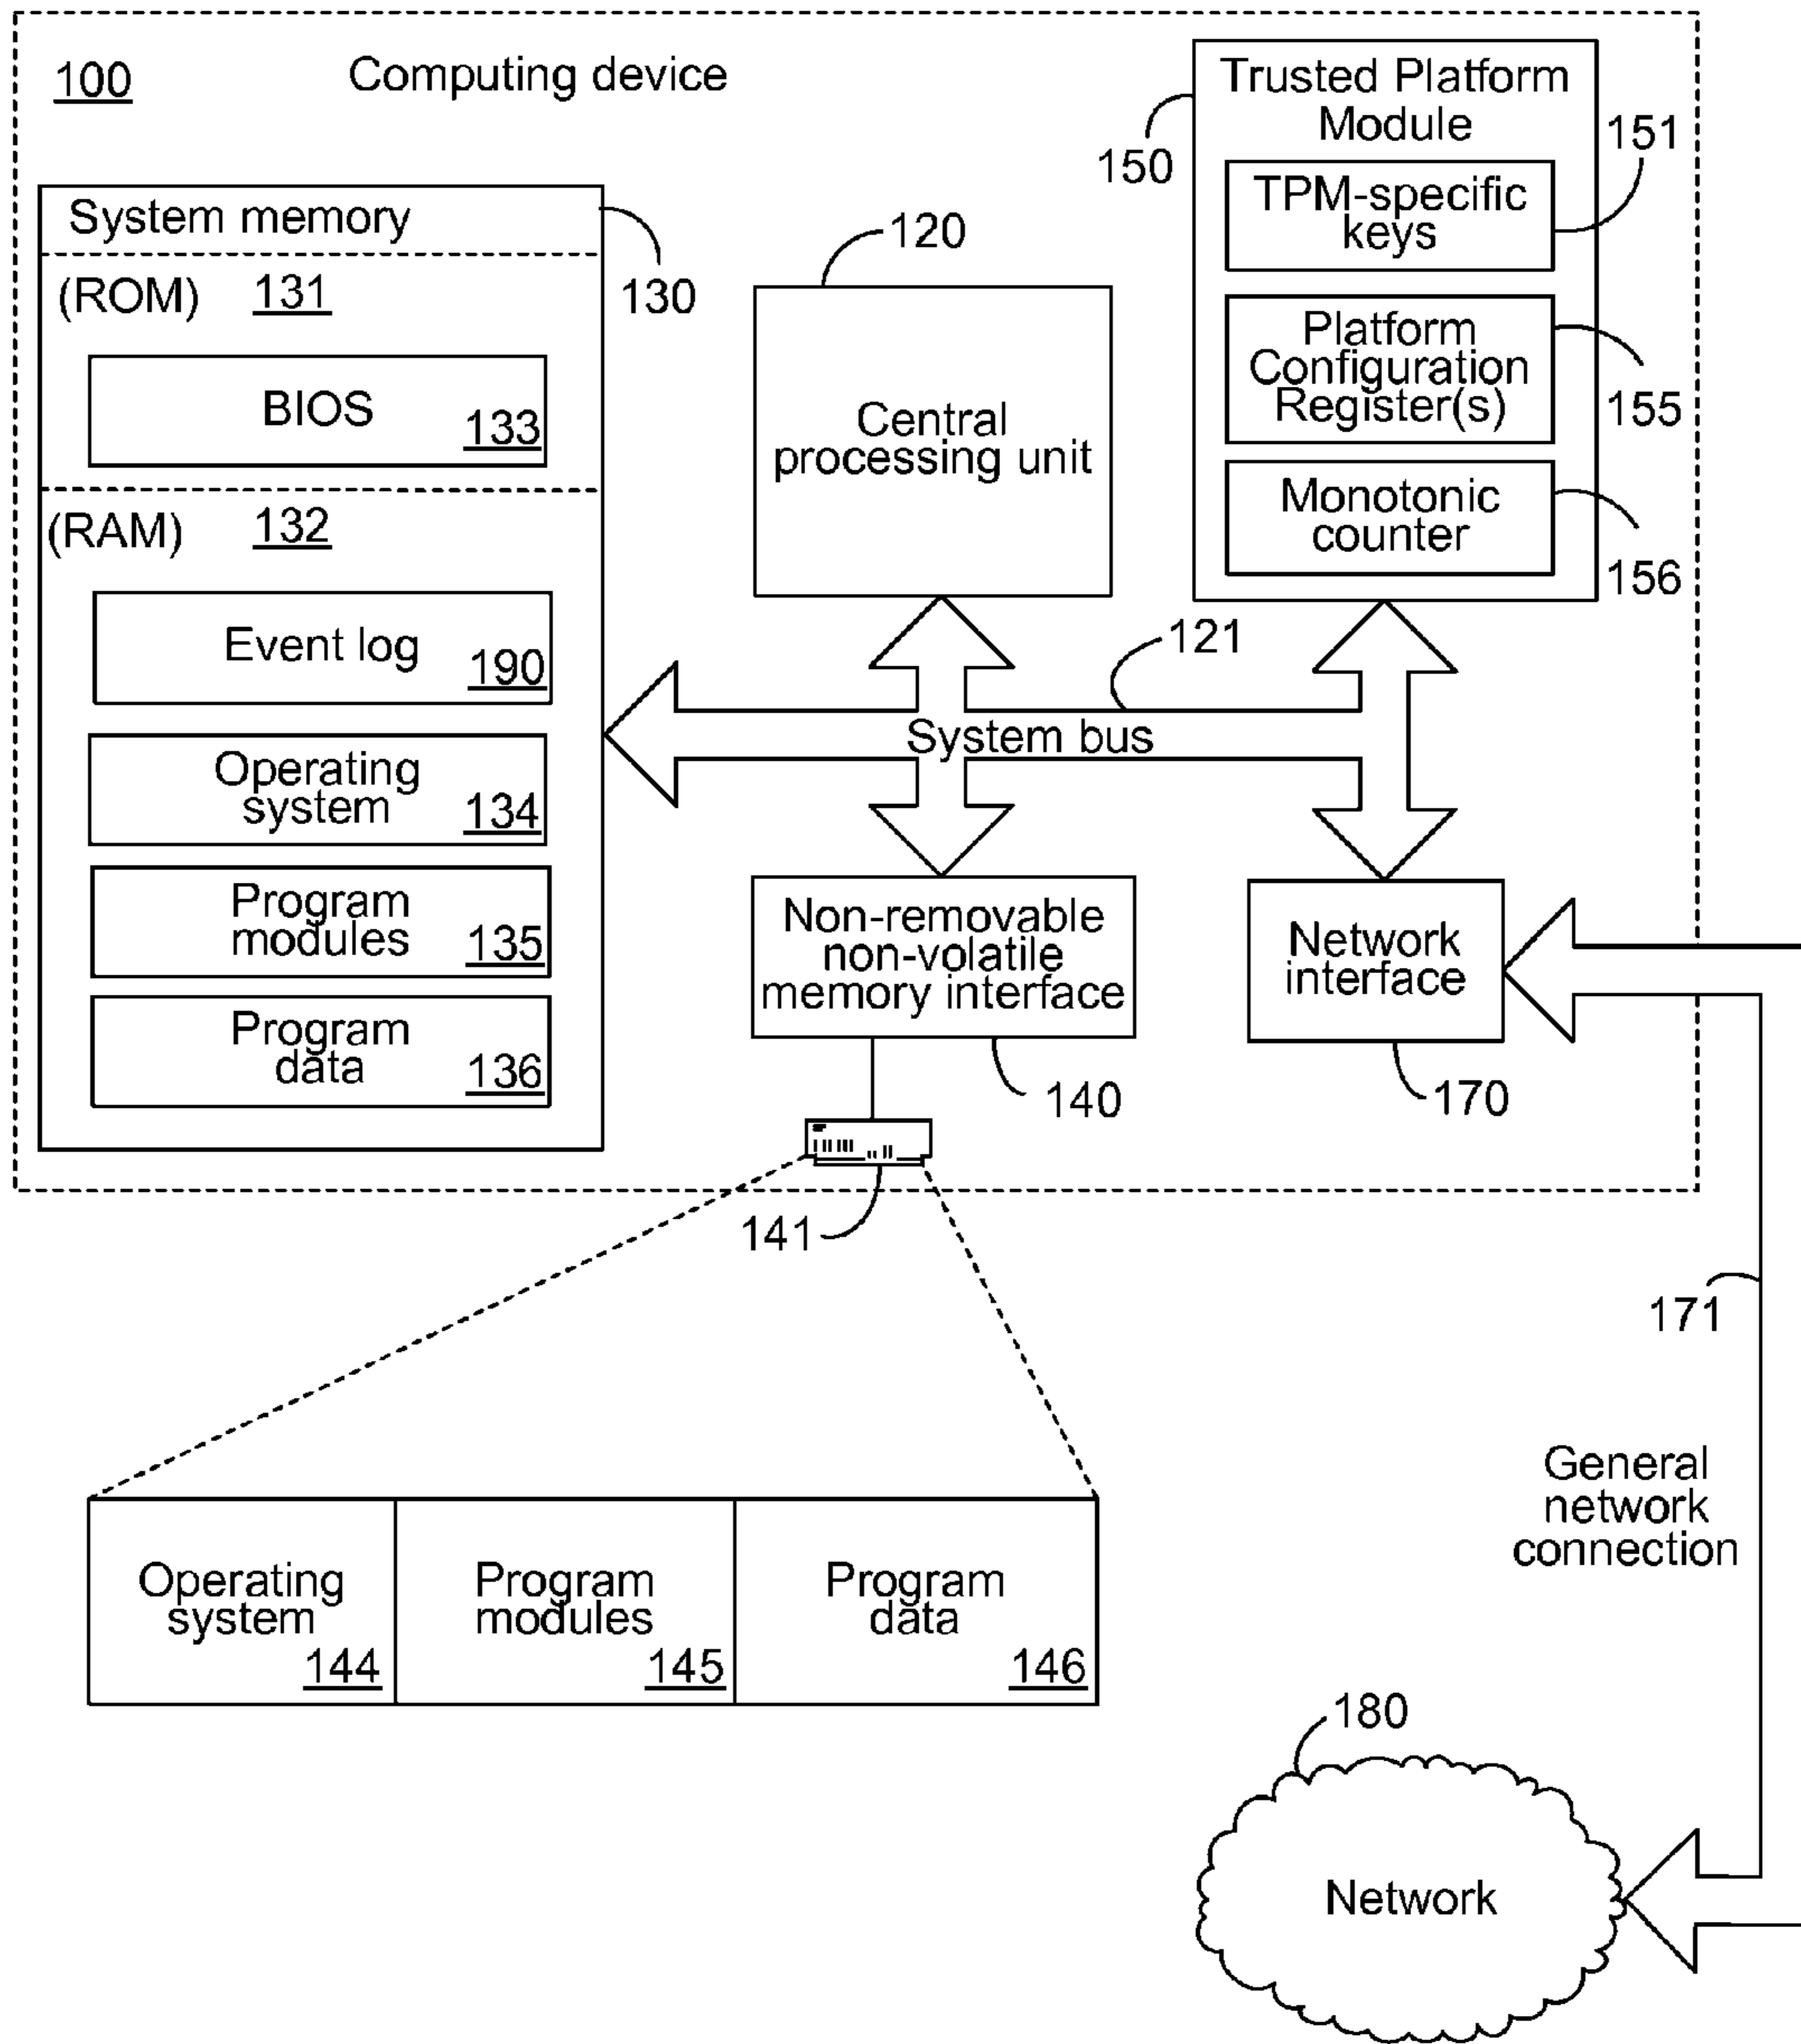 100 Computing device
Trusted Platform
Module
150
151
TPM-specific
keys
Platform
Configuration
Register(s)
155
Monotonic
counter
156
System memory
130
(ROM) 131
BIOS 133
(RAM) 132
Event log 190
Operating
system 134
Program
modules 135
Program
data 136
120
Central
processing unit
121
System bus
Non-removable
non-volatile
memory interface
140
Network
interface
170
141
171
General
network
connection
Operating
system
144
Program
modules
145
Program
data
146
180
Network